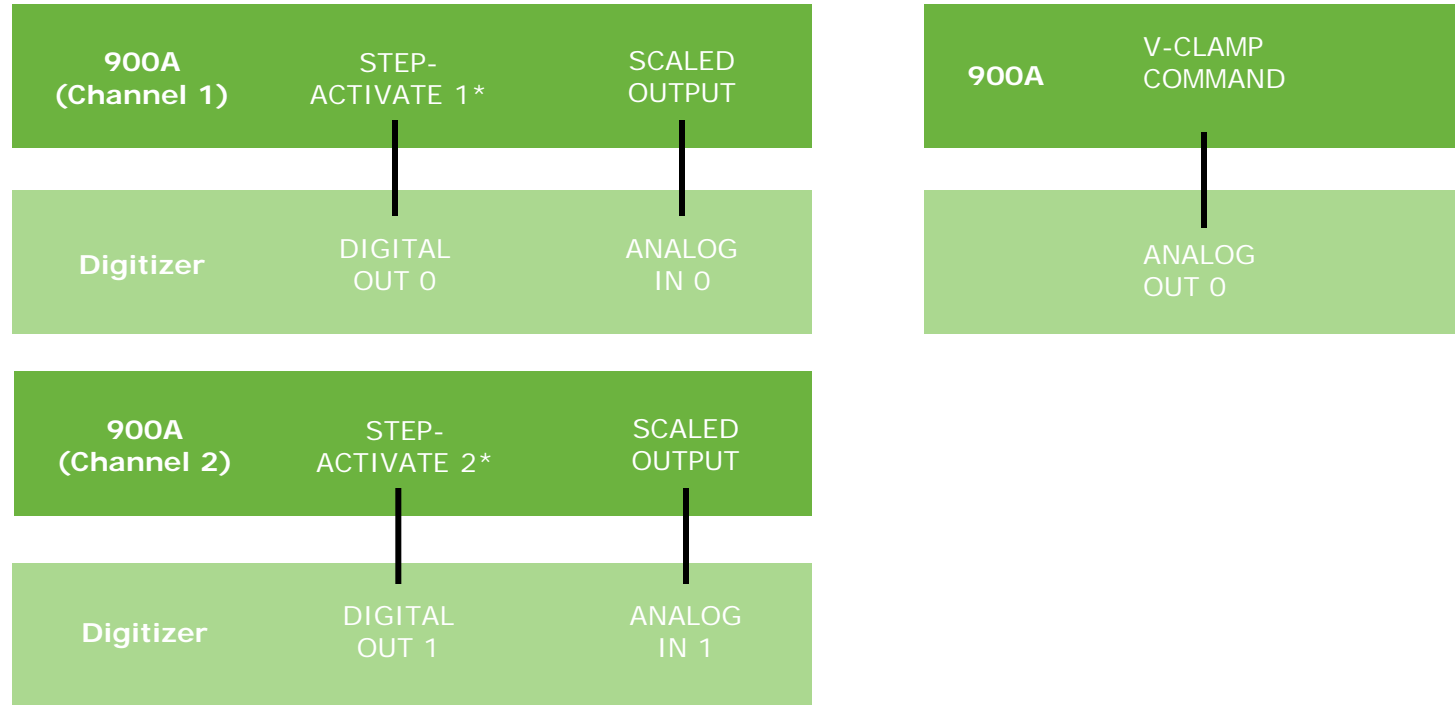 900A
(Channel 1)
STEP-
ACTIVATE 1*
SCALED
OUTPUT
Digitizer
DIGITAL
OUT 0
ANALOG
IN 0
900A
V-CLAMP
COMMAND
ANALOG
OUT 0
900A
(Channel 2)
STEP-
ACTIVATE 2*
SCALED
OUTPUT
Digitizer
DIGITAL
OUT 1
ANALOG
IN 1